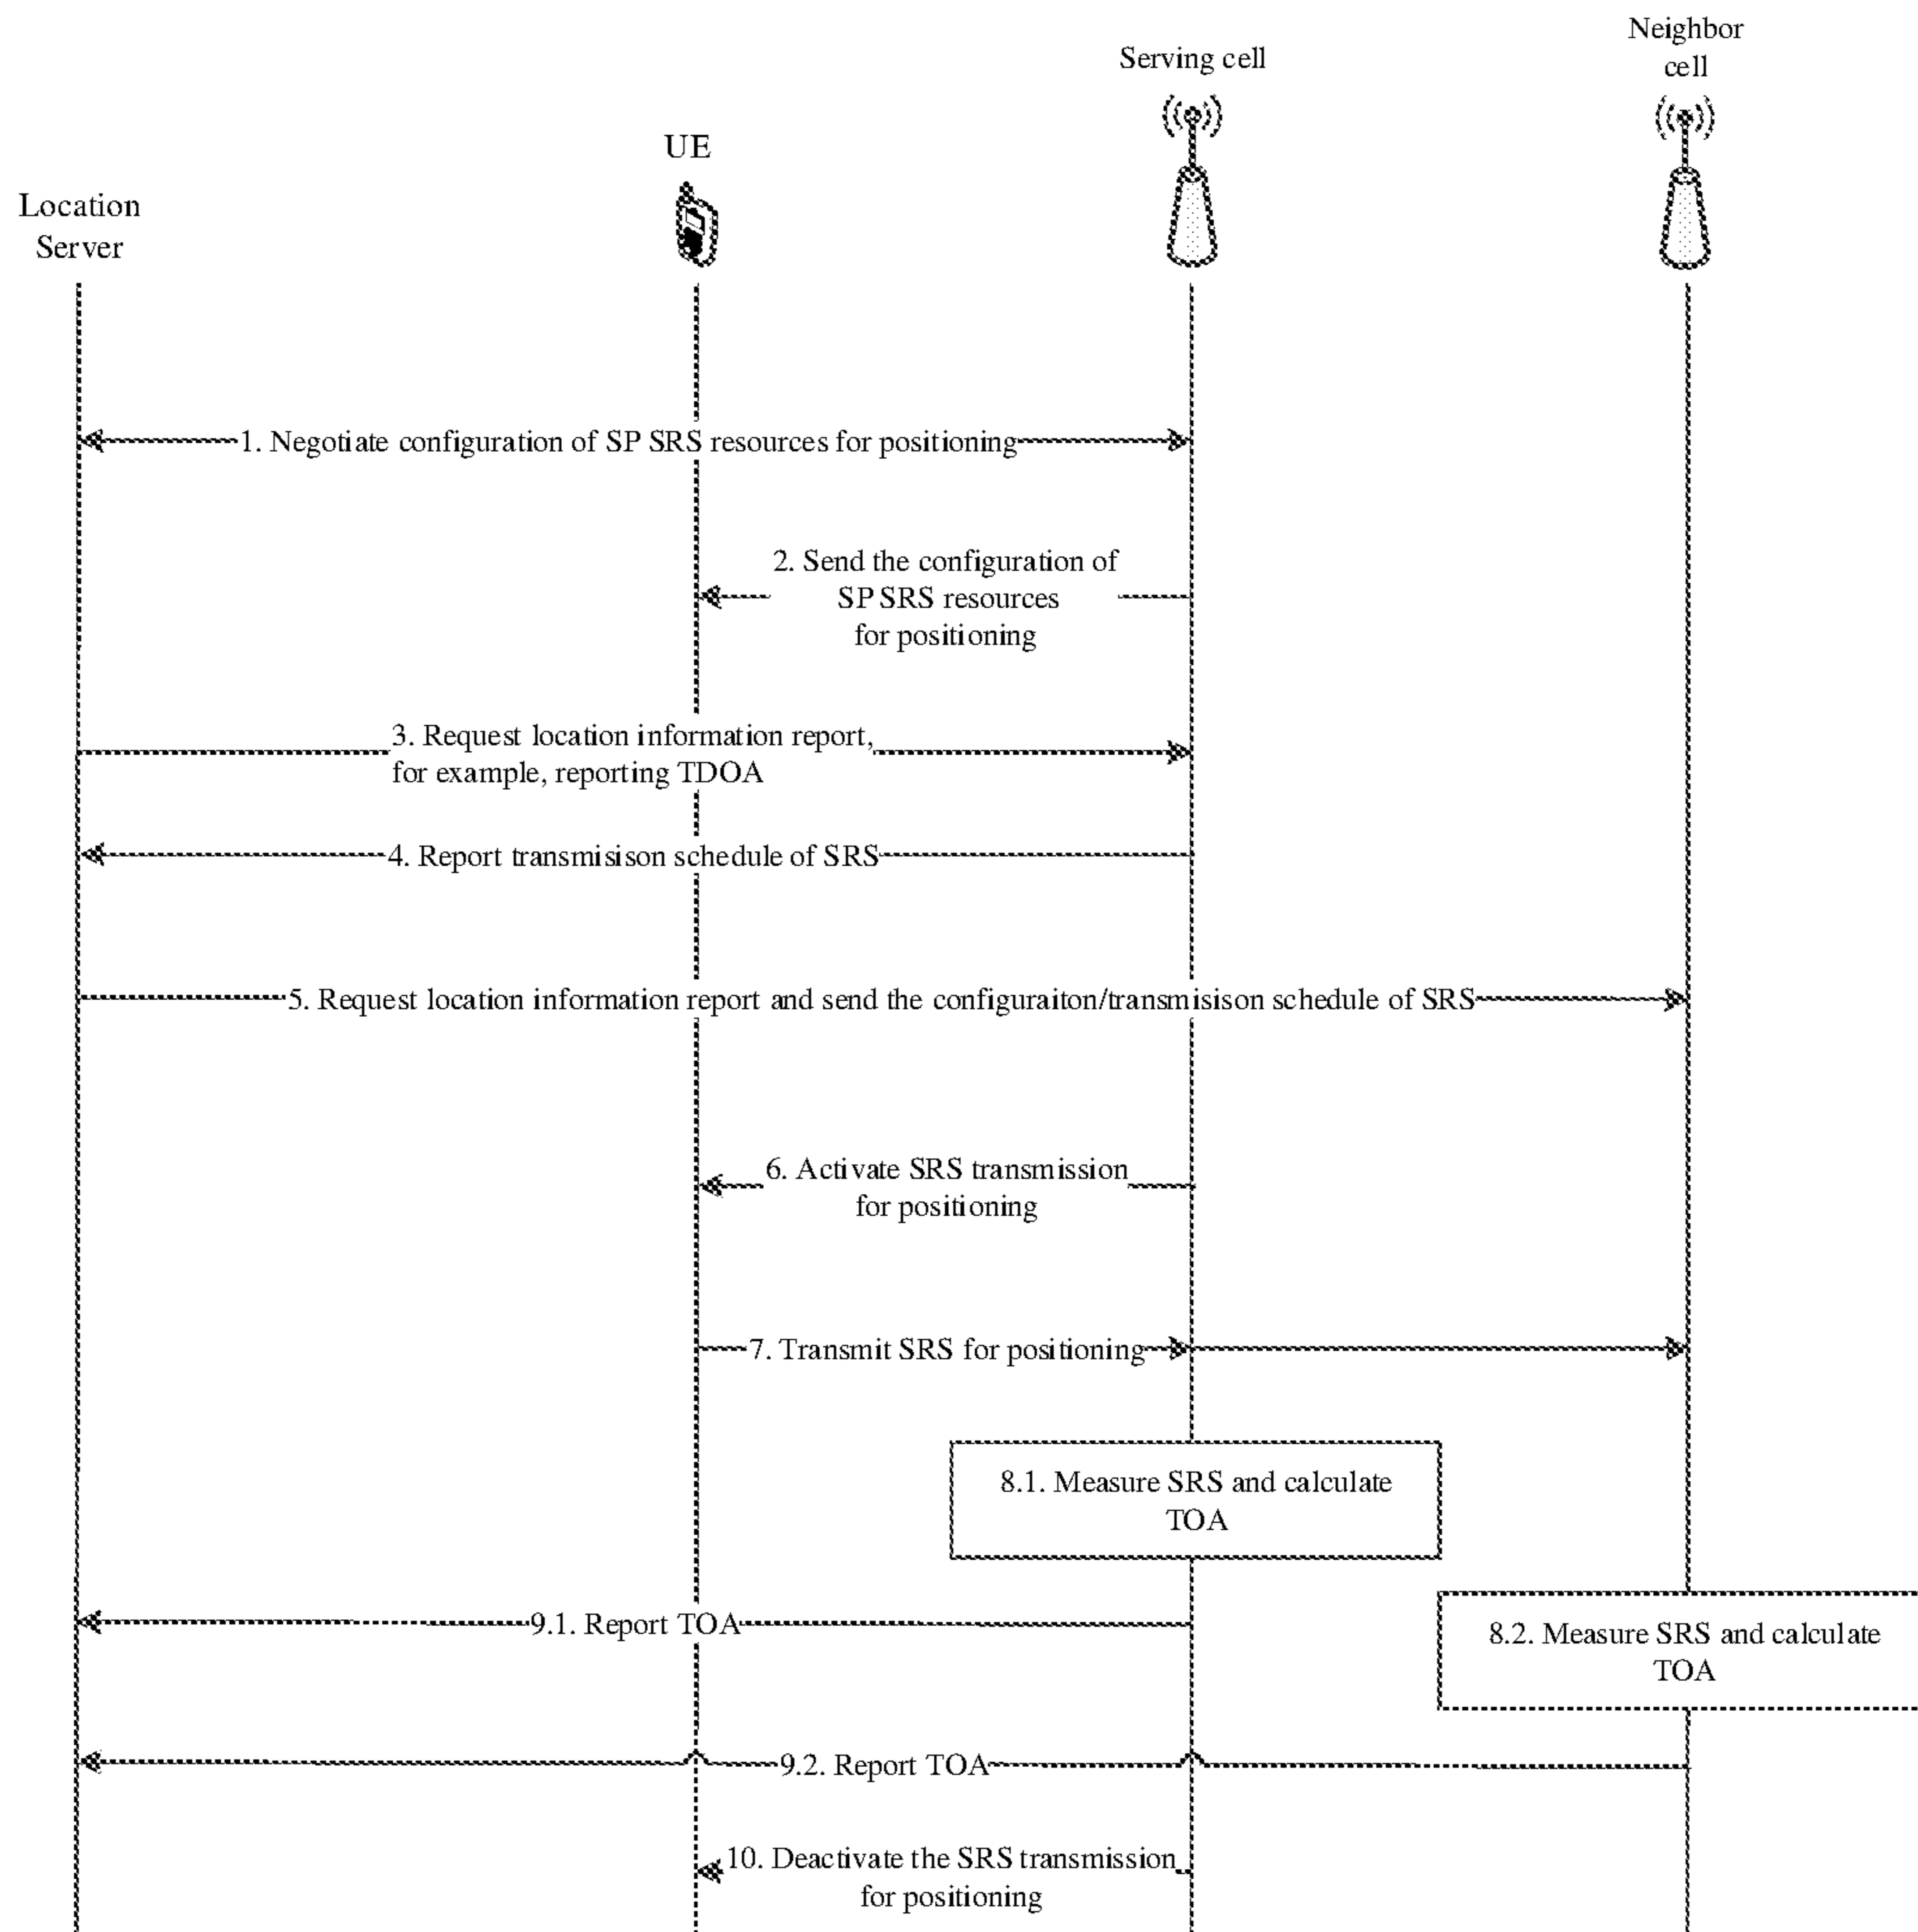 Neighbor
cell
Serving cell
UE
Location
Server
1. Negotiate configuration of SP SRS resources for positioning
2. Send the configuration of
SP SRS resources
for positioning
3. Request location information report,
for example, reporting TDOA
4. Report transmisison schedule of SRS
5. Request location information report and send the configuraiton/transmisison schedule of SRS
6. Activate SRS transmission
for positioning
7. Transmit SRS for positioning
8.1. Measure SRS and calculate
TOA
9.1. Report TOA
8.2. Measure SRS and calculate
TOA
9.2. Report TOA
10. Deactivate the SRS transmission
for positioning